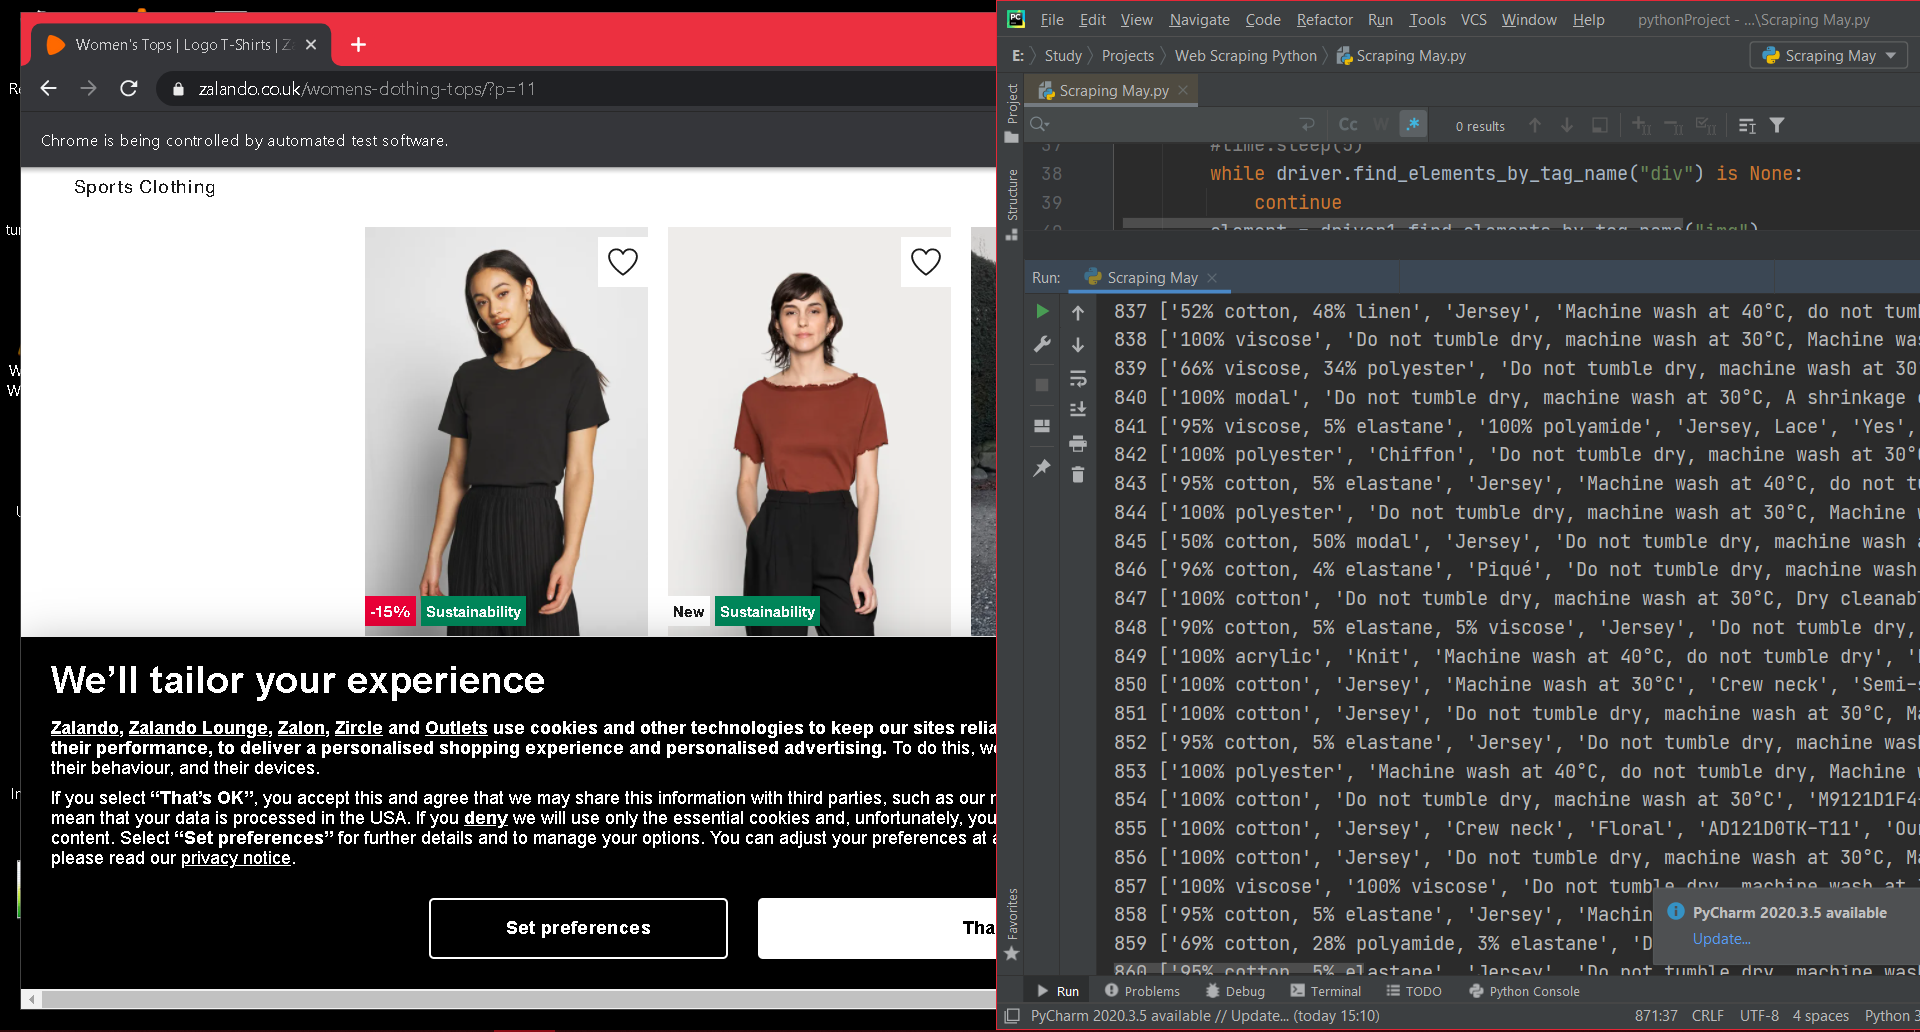 Women's Tops | Logo T-Shirts | Za
zalando.co.uk/womens-clothing-tops/?p=11
Chrome is being controlled by automated test software.
Sports Clothing
-15% Sustainability
New Sustainability
We’ll tailor your experience
Zalando, Zalando Lounge, Zalon, Zircle and Outlets use cookies and other technologies to keep our sites relia
their performance, to deliver a personalised shopping experience and personalised advertising. To do this, we
their behaviour, and their devices.
If you select “That’s OK”, you accept this and agree that we may share this information with third parties, such as our
mean that your data is processed in the USA. If you deny we will use only the essential cookies and, unfortunately, you
content. Select “Set preferences” for further details and to manage your options. You can adjust your preferences at a
please read our privacy notice.
Set preferences
Tha
File Edit View Navigate Code Refactor Run Tools VCS Window Help pythonProject - ...\Scraping May.py
E: Study Projects Web Scraping Python Scraping May.py Scraping May
Project
Structure
Favorites
Scraping May.py
Cc W .* 0 results
37 #time.sleep(5)
38 while driver.find_elements_by_tag_name("div") is None:
39 continue
40 element = driver1.find_elements_by_tag_name("img")
Run: Scraping May
837 ['52% cotton, 48% linen', 'Jersey', 'Machine wash at 40°C, do not tum
838 ['100% viscose', 'Do not tumble dry, machine wash at 30°C, Machine was
839 ['66% viscose, 34% polyester', 'Do not tumble dry, machine wash at 30
840 ['100% modal', 'Do not tumble dry, machine wash at 30°C, A shrinkage
841 ['95% viscose, 5% elastane', '100% polyamide', 'Jersey, Lace', 'Yes',
842 ['100% polyester', 'Chiffon', 'Do not tumble dry, machine wash at 30°
843 ['95% cotton, 5% elastane', 'Jersey', 'Machine wash at 40°C, do not tu
844 ['100% polyester', 'Do not tumble dry, machine wash at 30°C, Machine w
845 ['50% cotton, 50% modal', 'Jersey', 'Do not tumble dry, machine wash
846 ['96% cotton, 4% elastane', 'Piqué', 'Do not tumble dry, machine wash
847 ['100% cotton', 'Do not tumble dry, machine wash at 30°C, Dry cleanab
848 ['90% cotton, 5% elastane, 5% viscose', 'Jersey', 'Do not tumble dry,
849 ['100% acrylic', 'Knit', 'Machine wash at 40°C, do not tumble dry', '
850 ['100% cotton', 'Jersey', 'Machine wash at 30°C', 'Crew neck', 'Semi-s
851 ['100% cotton', 'Jersey', 'Do not tumble dry, machine wash at 30°C, Ma
852 ['95% cotton, 5% elastane', 'Jersey', 'Do not tumble dry, machine wash
853 ['100% polyester', 'Machine wash at 40°C, do not tumble dry, Machine w
854 ['100% cotton', 'Do not tumble dry, machine wash at 30°C', 'M9121D1F4-
855 ['100% cotton', 'Jersey', 'Crew neck', 'Floral', 'AD121D0TK-T11', 'Our
856 ['100% cotton', 'Jersey', 'Do not tumble dry, machine wash at 30°C, Ma
857 ['100% viscose', '100% viscose', 'Do not tumble dry, machine wash at
858 ['95% cotton, 5% elastane', 'Jersey', 'Machin
859 ['69% cotton, 28% polyamide, 3% elastane', 'D
860 ['95% cotton, 5% elastane', 'Jersey', 'Do not tumble dry, machine wash
PyCharm 2020.3.5 available
Update...
Run Problems Debug Terminal TODO Python Console
PyCharm 2020.3.5 available // Update... (today 15:10) 871:37 CRLF UTF-8 4 spaces Python 3